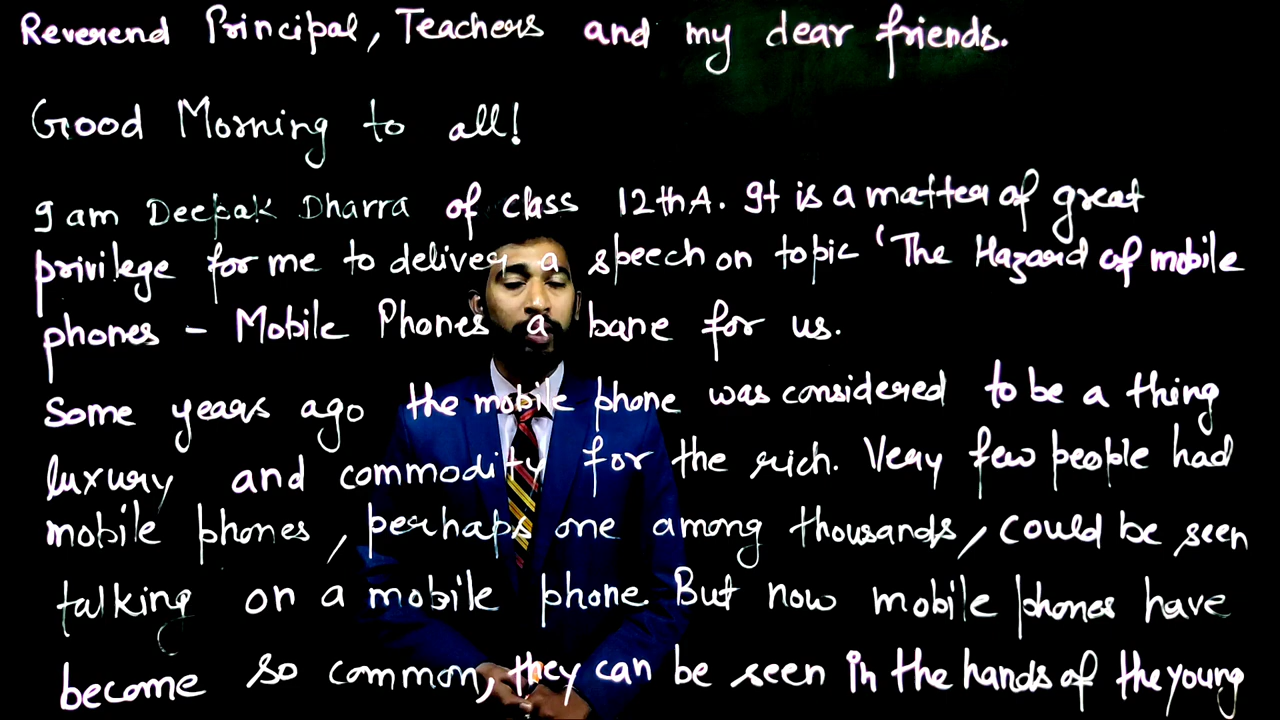 Reverend Principal, Teachers and my dear friends.
Good Morning to all!
I am Deepak Dharra of class 12th A. It is a matter of great
privilege for me to deliver a speech on topic 'The Hazard of mobile
phones - Mobile Phones a bane for us.
Some years ago the mobile phone was considered to be a thing
luxury and commodity for the rich. Very few people had
mobile phones, perhaps one among thousands, could be seen
talking on a mobile phone. But now mobile phones have
become so common, they can be seen in the hands of the young